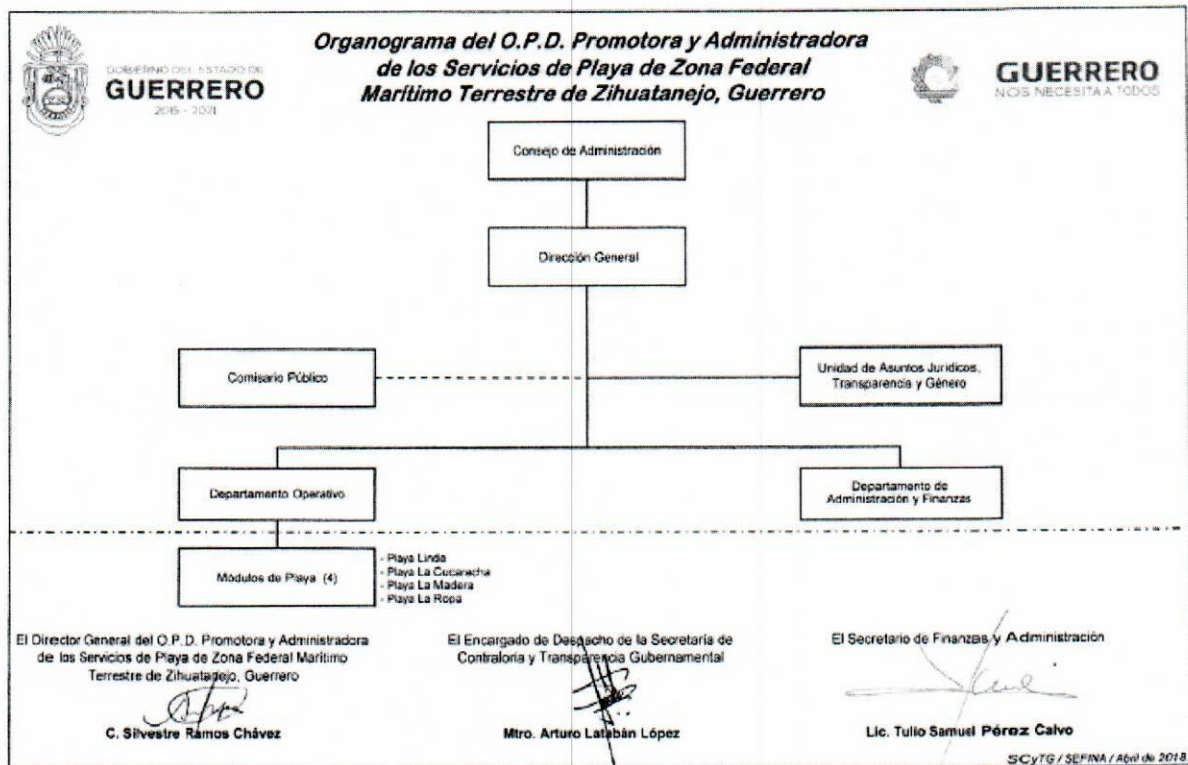 Organograma del O.P.D. Promotora y Administradora
de los Servicios de Playa de Zona Federal
Marítimo Terrestre de Zihuatanejo, Guerrero
GOBIERNO DEL ESTADO DE
GUERRERO
2015 - 2021
GUERRERO
NOS NECESITA A TODOS
Consejo de Administración
Dirección General
Comisario Público
Unidad de Asuntos Jurídicos,
Transparencia y Género
Departamento Operativo
Departamento de
Administración y Finanzas
Módulos de Playa (4)
- Playa Linda
- Playa La Cucaracha
- Playa La Madera
- Playa La Ropa
El Director General del O.P.D. Promotora y Administradora
de los Servicios de Playa de Zona Federal Marítimo
Terrestre de Zihuatanejo, Guerrero
C. Silvestre Ramos Chávez
El Encargado de Despacho de la Secretaría de
Contraloría y Transparencia Gubernamental
Mtro. Arturo Latabán López
El Secretario de Finanzas y Administración
Lic. Tulio Samuel Pérez Calvo
SCyTG / SEFINA / Abril de 2018